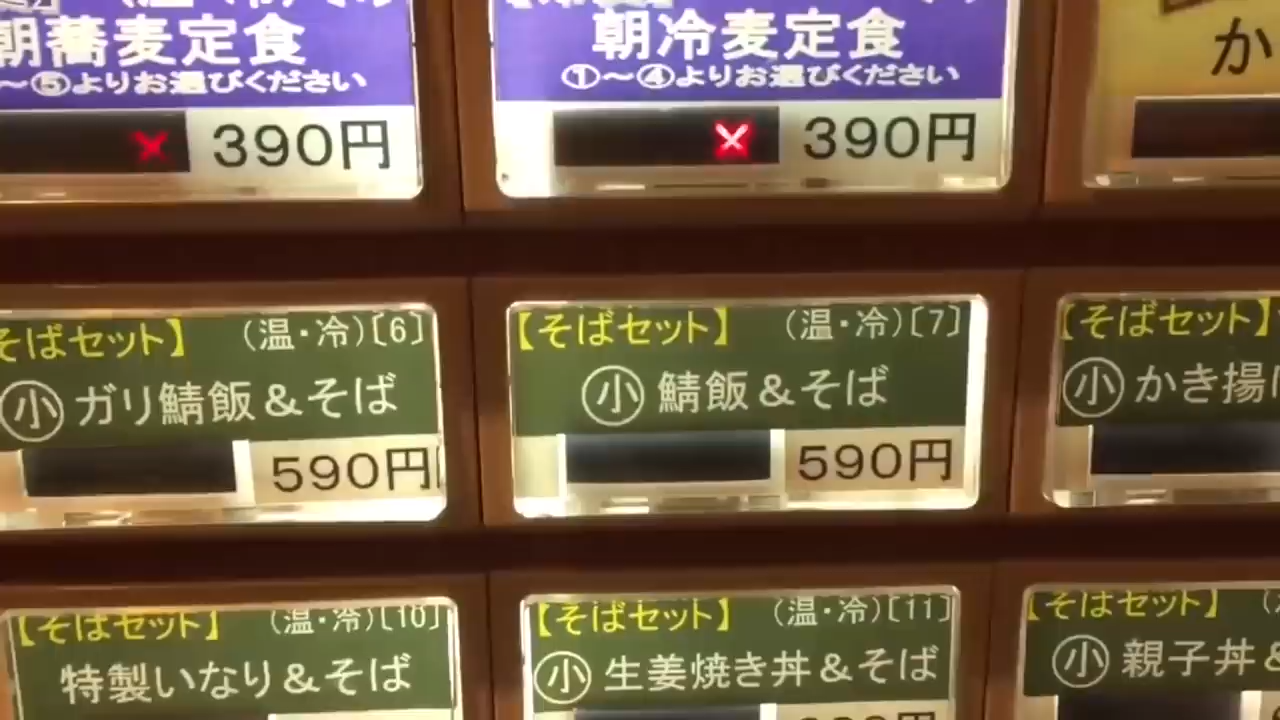 朝蕎麦定食
～⑤よりお選びください
390円
朝冷麦定食
①～④よりお選びください
390円
か
そばセット】 (温・冷)[6]
小 ガリ鯖飯＆そば
590円
【そばセット】 (温・冷)[7]
小 鯖飯＆そば
590円
【そばセット】
小 かき揚げ
【そばセット】 (温・冷)[10]
特製いなり＆そば
【そばセット】 (温・冷)[11]
小 生姜焼き丼＆そば
【そばセット】
小 親子丼＆